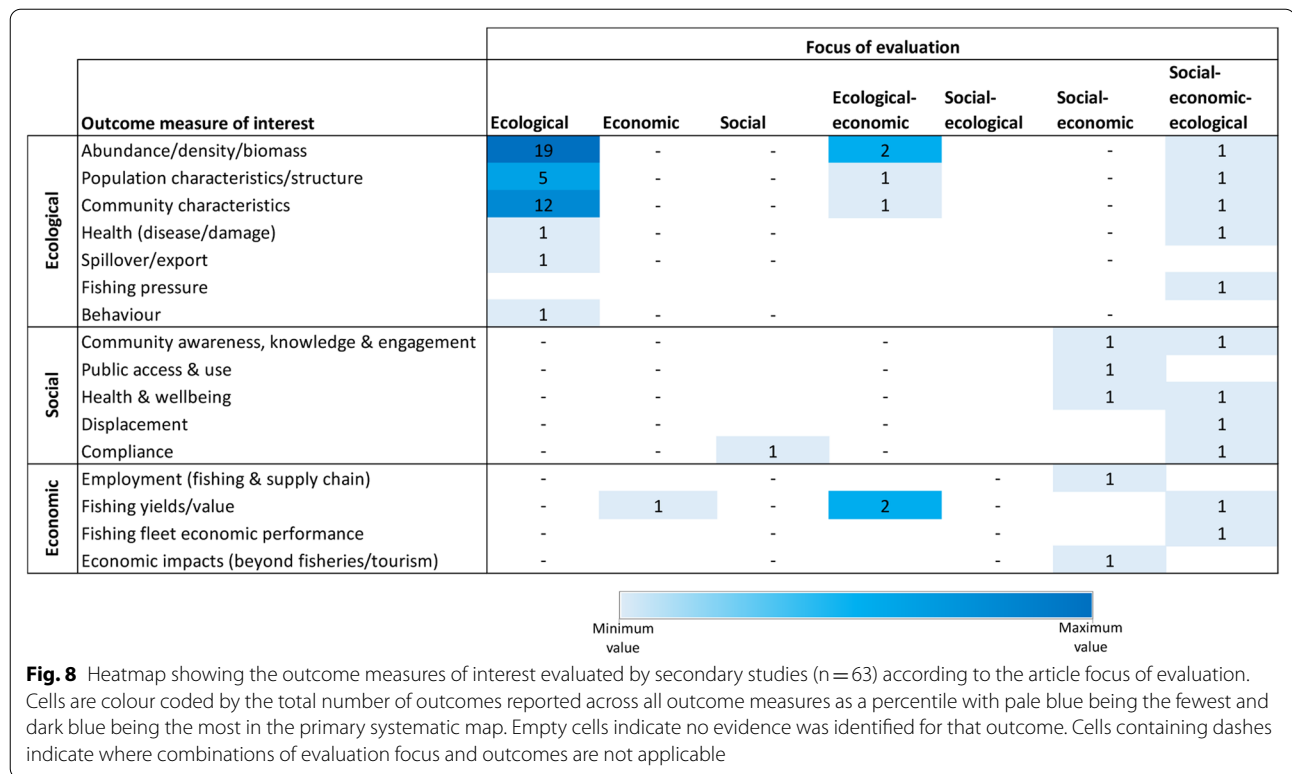 Focus of evaluation
Outcome measure of interest Ecological Economic Social Ecological-economic Social-ecological Social-economic Social-economic-ecological
Ecological
Abundance/density/biomass 19 - - 2 - 1
Population characteristics/structure 5 - - 1 - 1
Community characteristics 12 - - 1 - 1
Health (disease/damage) 1 - - - 1
Spillover/export 1 - - -
Fishing pressure - - - 1
Behaviour 1 - - -
Social
Community awareness, knowledge & engagement - - - 1 1
Public access & use - - - 1
Health & wellbeing - - - 1 1
Displacement - - - 1
Compliance - - 1 - 1
Economic
Employment (fishing & supply chain) - - - 1
Fishing yields/value - 1 - 2 - 1
Fishing fleet economic performance - - - 1
Economic impacts (beyond fisheries/tourism) - - - 1
Minimum value
Maximum value
Fig. 8 Heatmap showing the outcome measures of interest evaluated by secondary studies (n = 63) according to the article focus of evaluation.
Cells are colour coded by the total number of outcomes reported across all outcome measures as a percentile with pale blue being the fewest and
dark blue being the most in the primary systematic map. Empty cells indicate no evidence was identified for that outcome. Cells containing dashes
indicate where combinations of evaluation focus and outcomes are not applicable